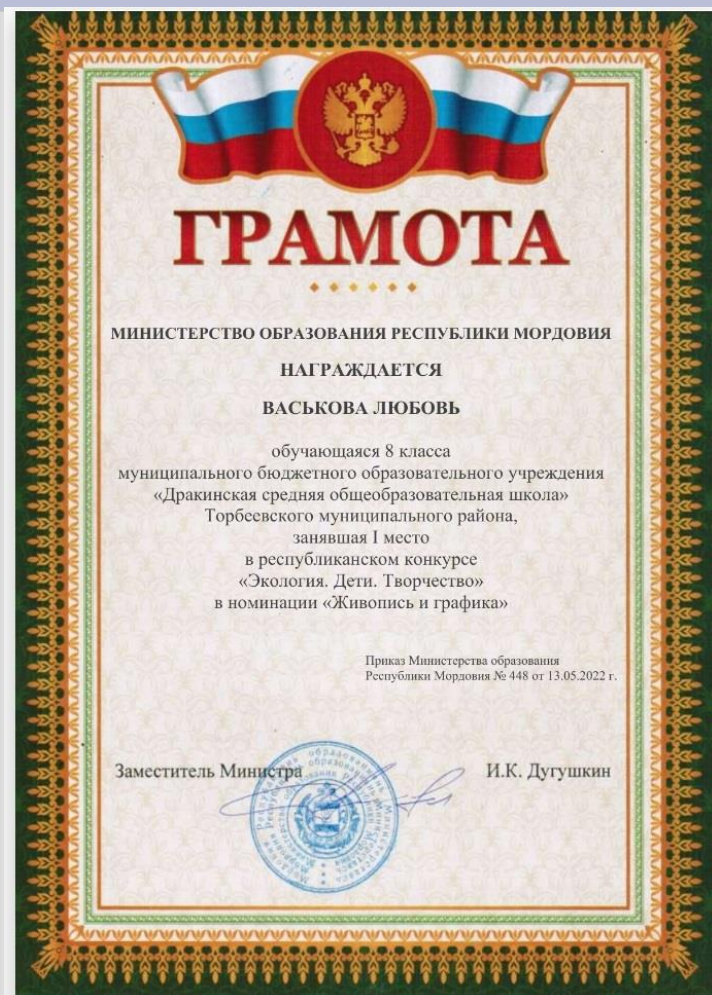 ГРАМОТА
МИНИСТЕРСТВО ОБРАЗОВАНИЯ РЕСПУБЛИКИ МОРДОВИЯ
НАГРАЖДАЕТСЯ
ВАСЬКОВА ЛЮБОВЬ
обучающаяся 8 класса
муниципального бюджетного образовательного учреждения
«Дракинская средняя общеобразовательная школа»
Торбеевского муниципального района,
занявшая I место
в республиканском конкурсе
«Экология. Дети. Творчество»
в номинации «Живопись и графика»
Приказ Министерства образования
Республики Мордовия № 448 от 13.05.2022 г.
Заместитель Министра И.К. Дугушкин